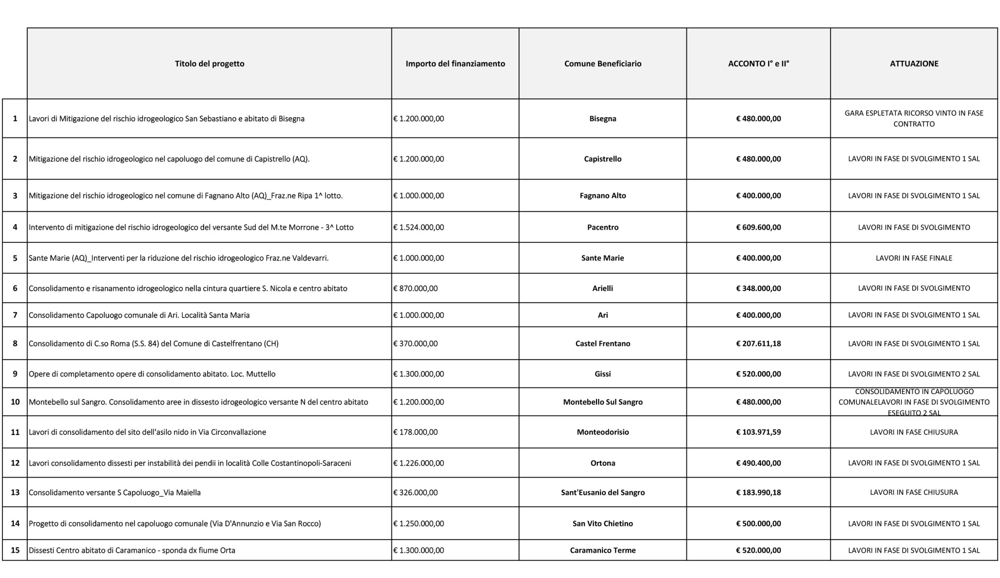 Titolo del progetto Importo del finanziamento Comune Beneficiario ACCONTO I° e II° ATTUAZIONE
1 Lavori di Mitigazione del rischio idrogeologico San Sebastiano e abitato di Bisegna € 1.200.000,00 Bisegna € 480.000,00 GARA ESPLETATA RICORSO VINTO IN FASE
CONTRATTO
2 Mitigazione del rischio idrogeologico nel capoluogo del comune di Capistrello (AQ). € 1.200.000,00 Capistrello € 480.000,00 LAVORI IN FASE DI SVOLGIMENTO 1 SAL
3 Mitigazione del rischio idrogeologico nel comune di Fagnano Alto (AQ)_Fraz.ne Ripa 1^ lotto. € 1.000.000,00 Fagnano Alto € 400.000,00 LAVORI IN FASE DI SVOLGIMENTO 1 SAL
4 Intervento di mitigazione del rischio idrogeologico del versante Sud del M.te Morrone - 3^ Lotto € 1.524.000,00 Pacentro € 609.600,00 LAVORI IN FASE DI SVOLGIMENTO
5 Sante Marie (AQ)_Interventi per la riduzione del rischio idrogeologico Fraz.ne Valdevarri. € 1.000.000,00 Sante Marie € 400.000,00 LAVORI IN FASE FINALE
6 Consolidamento e risanamento idrogeologico nella cintura quartiere S. Nicola e centro abitato € 870.000,00 Arielli € 348.000,00 LAVORI IN FASE DI SVOLGIMENTO
7 Consolidamento Capoluogo comunale di Ari. Località Santa Maria € 1.000.000,00 Ari € 400.000,00 LAVORI IN FASE DI SVOLGIMENTO 1 SAL
8 Consolidamento di C.so Roma (S.S. 84) del Comune di Castelfrentano (CH) € 370.000,00 Castel Frentano € 207.611,18 LAVORI IN FASE DI SVOLGIMENTO 1 SAL
9 Opere di completamento opere di consolidamento abitato. Loc. Muttello € 1.300.000,00 Gissi € 520.000,00 LAVORI IN FASE DI SVOLGIMENTO 2 SAL
10 Montebello sul Sangro. Consolidamento aree in dissesto idrogeologico versante N del centro abitato € 1.200.000,00 Montebello Sul Sangro € 480.000,00 CONSOLIDAMENTO IN CAPOLUOGO
COMUNALELAVORI IN FASE DI SVOLGIMENTO
ESEGUITO 2 SAL
11 Lavori di consolidamento del sito dell'asilo nido in Via Circonvallazione € 178.000,00 Monteodorisio € 103.971,59 LAVORI IN FASE CHIUSURA
12 Lavori consolidamento dissesti per instabilità dei pendii in località Colle Costantinopoli-Saraceni € 1.226.000,00 Ortona € 490.400,00 LAVORI IN FASE DI SVOLGIMENTO 1 SAL
13 Consolidamento versante S Capoluogo_Via Maiella € 326.000,00 Sant'Eusanio del Sangro € 183.990,18 LAVORI IN FASE CHIUSURA
14 Progetto di consolidamento nel capoluogo comunale (Via D'Annunzio e Via San Rocco) € 1.250.000,00 San Vito Chietino € 500.000,00 LAVORI IN FASE DI SVOLGIMENTO 1 SAL
15 Dissesti Centro abitato di Caramanico - sponda dx fiume Orta € 1.300.000,00 Caramanico Terme € 520.000,00 LAVORI IN FASE DI SVOLGIMENTO 1 SAL